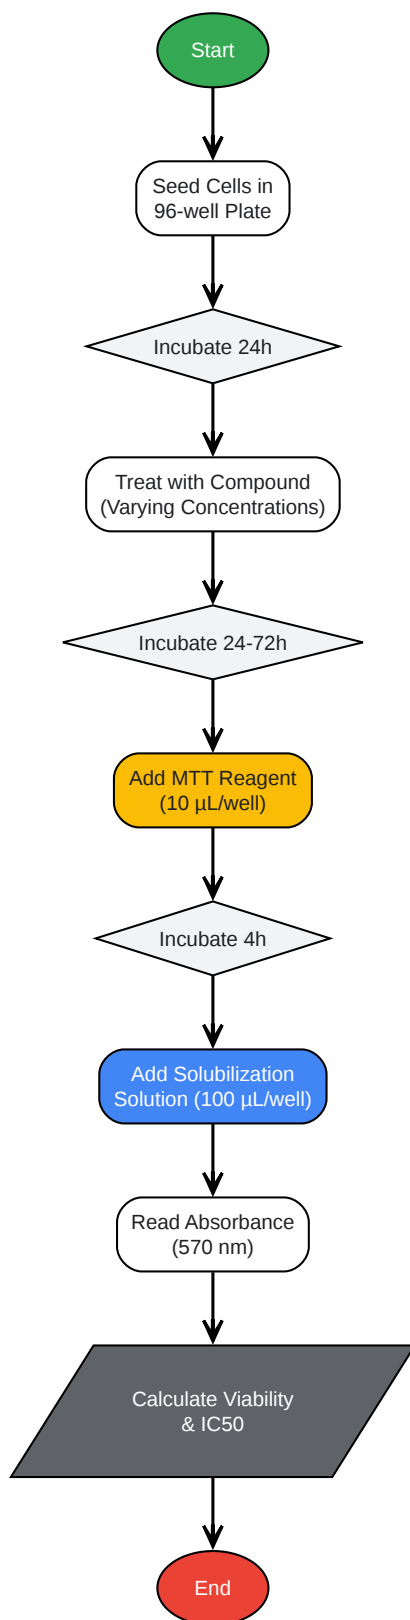 Start
Seed Cells in
96-well Plate
Incubate 24h
Treat with Compound
(Varying Concentrations)
Incubate 24-72h
Add MTT Reagent
(10 µL/well)
Incubate 4h
Add Solubilization
Solution (100 µL/well)
Read Absorbance
(570 nm)
Calculate Viability
& IC50
End